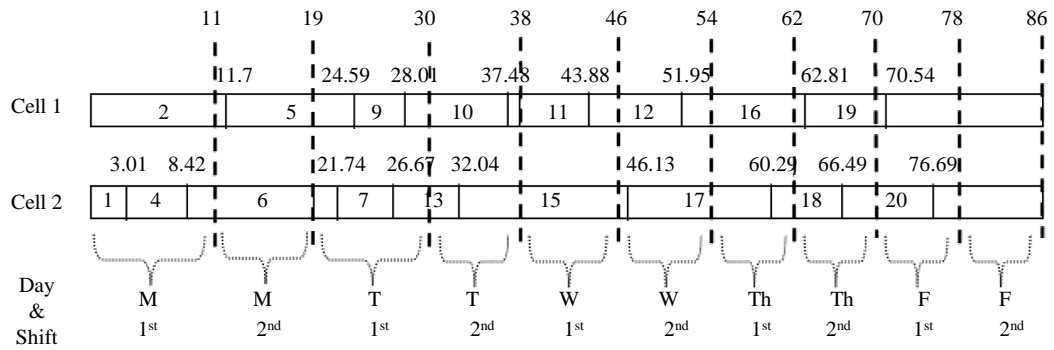 11 19 30 38 46 54 62 70 78 86
11.7 24.59 28.01 37.48 43.88 51.95 62.81 70.54
Cell 1 2 5 9 10 11 12 16 19
3.01 8.42 21.74 26.67 32.04 46.13 60.29 66.49 76.69
Cell 2 1 4 6 7 13 15 17 18 20
Day & Shift
M M T T W W Th Th F F
1st 2nd 1st 2nd 1st 2nd 1st 2nd 1st 2nd